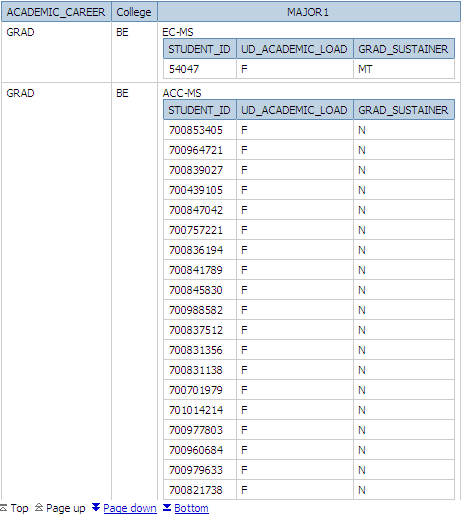 ACADEMIC_CAREER College MAJOR1
GRAD BE EC-MS
STUDENT_ID UD_ACADEMIC_LOAD GRAD_SUSTAINER
54047 F MT
GRAD BE ACC-MS
STUDENT_ID UD_ACADEMIC_LOAD GRAD_SUSTAINER
700853405 F N
700964721 F N
700839027 F N
700439105 F N
700847042 F N
700757221 F N
700836194 F N
700841789 F N
700845830 F N
700988582 F N
700837512 F N
700831356 F N
700831138 F N
700701979 F N
701014214 F N
700977803 F N
700960684 F N
700979633 F N
700821738 F N
Top Page up Page down Bottom